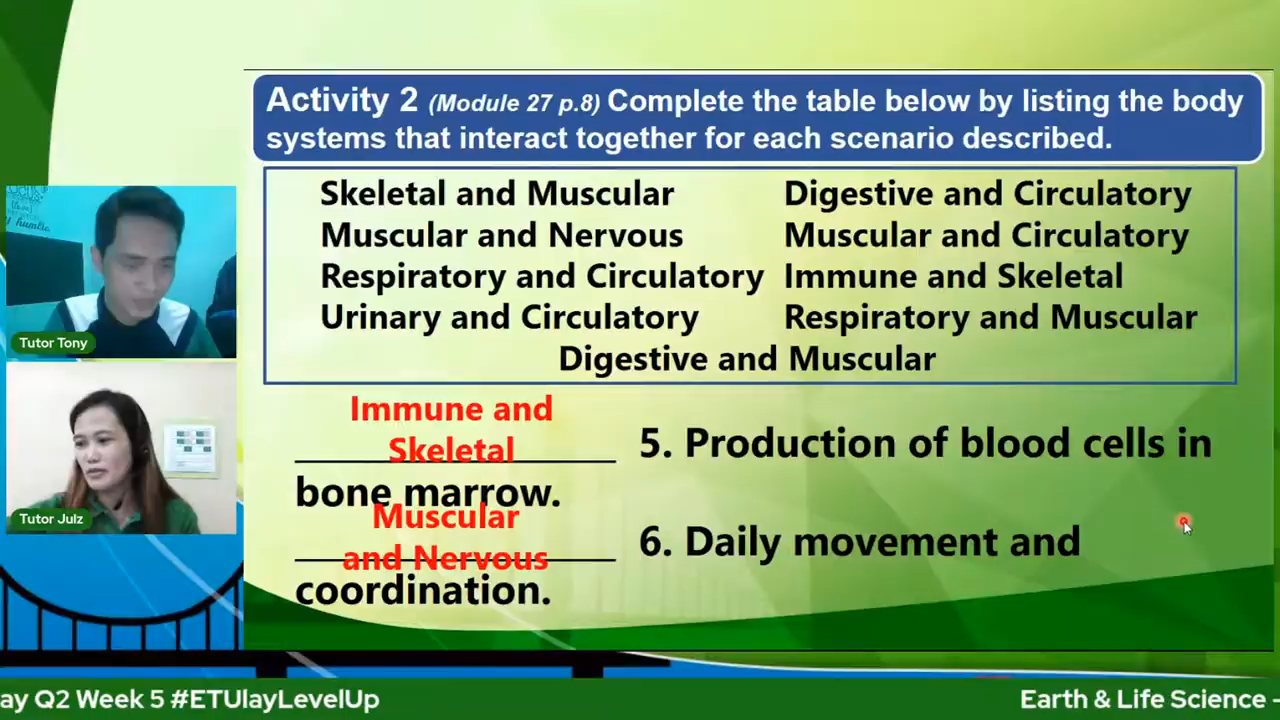 Activity 2 (Module 27 p.8) Complete the table below by listing the body
systems that interact together for each scenario described.
Skeletal and Muscular
Digestive and Circulatory
Muscular and Nervous
Muscular and Circulatory
Respiratory and Circulatory
Immune and Skeletal
Urinary and Circulatory
Respiratory and Muscular
Digestive and Muscular
Immune and
Skeletal
5. Production of blood cells in
bone marrow.
Muscular
and Nervous
6. Daily movement and
coordination.
Tutor Tony
Tutor Julz
ay Q2 Week 5 #ETUlayLevelUp
Earth & Life Science -